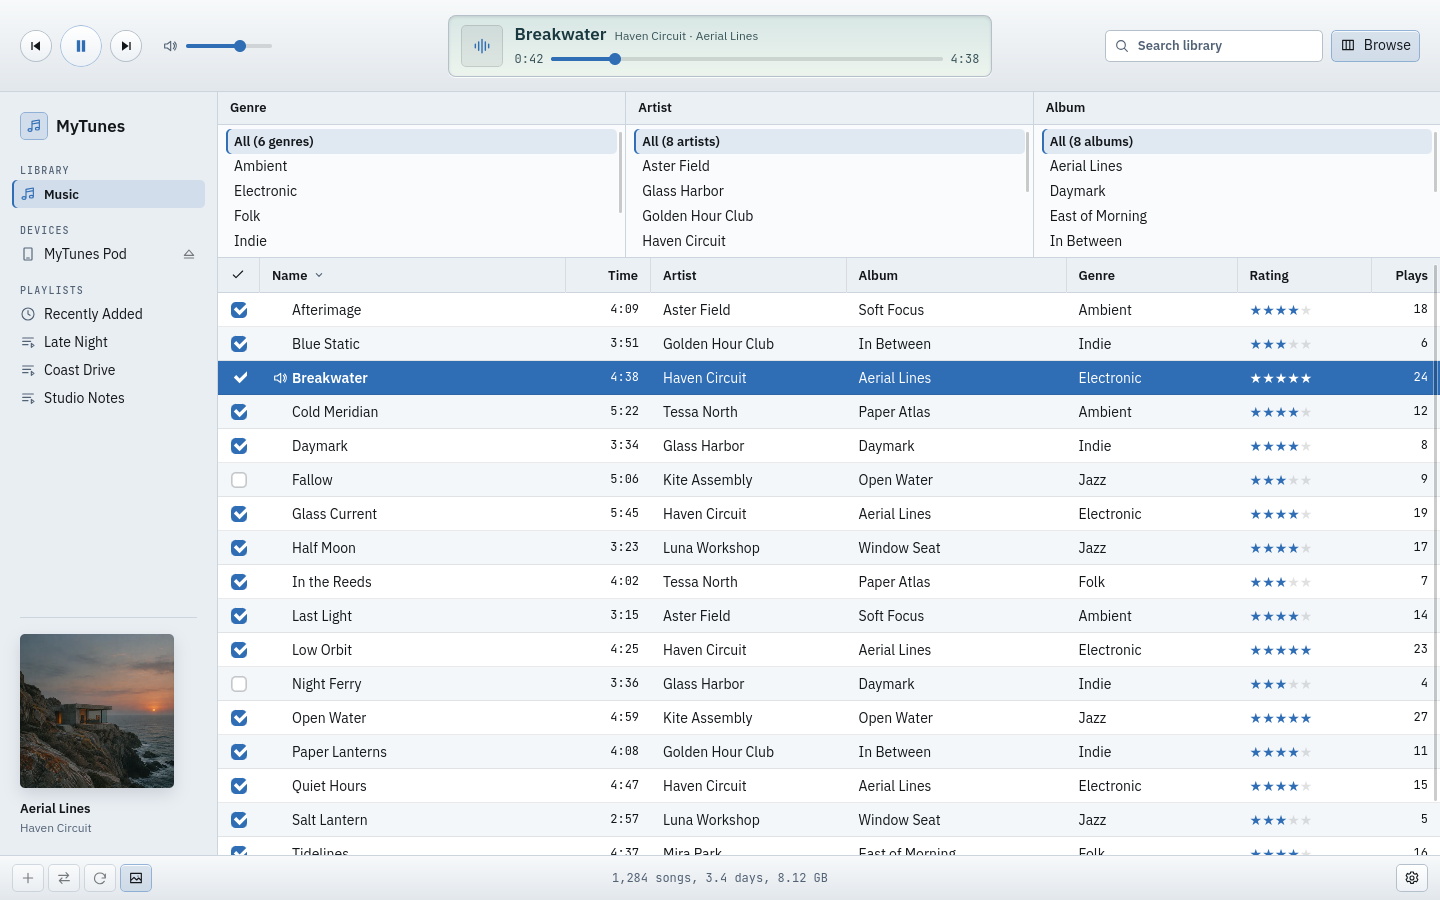 Breakwater Haven Circuit · Aerial Lines
0:42 4:38
Search library
Browse
MyTunes
LIBRARY
Music
DEVICES
MyTunes Pod
PLAYLISTS
Recently Added
Late Night
Coast Drive
Studio Notes
Aerial Lines
Haven Circuit
Genre
All (6 genres)
Ambient
Electronic
Folk
Indie
Artist
All (8 artists)
Aster Field
Glass Harbor
Golden Hour Club
Haven Circuit
Album
All (8 albums)
Aerial Lines
Daymark
East of Morning
In Between
Name Time Artist Album Genre Rating Plays
Afterimage 4:09 Aster Field Soft Focus Ambient ★★★★★ 18
Blue Static 3:51 Golden Hour Club In Between Indie ★★★★★ 6
Breakwater 4:38 Haven Circuit Aerial Lines Electronic ★★★★★ 24
Cold Meridian 5:22 Tessa North Paper Atlas Ambient ★★★★★ 12
Daymark 3:34 Glass Harbor Daymark Indie ★★★★★ 8
Fallow 5:06 Kite Assembly Open Water Jazz ★★★★★ 9
Glass Current 5:45 Haven Circuit Aerial Lines Electronic ★★★★★ 19
Half Moon 3:23 Luna Workshop Window Seat Jazz ★★★★★ 17
In the Reeds 4:02 Tessa North Paper Atlas Folk ★★★★★ 7
Last Light 3:15 Aster Field Soft Focus Ambient ★★★★★ 14
Low Orbit 4:25 Haven Circuit Aerial Lines Electronic ★★★★★ 23
Night Ferry 3:36 Glass Harbor Daymark Indie ★★★★★ 4
Open Water 4:59 Kite Assembly Open Water Jazz ★★★★★ 27
Paper Lanterns 4:08 Golden Hour Club In Between Indie ★★★★★ 11
Quiet Hours 4:47 Haven Circuit Aerial Lines Electronic ★★★★★ 15
Salt Lantern 2:57 Luna Workshop Window Seat Jazz ★★★★★ 5
Tidelines 4:37 Mira Park East of Morning Folk ★★★★★ 16
1,284 songs, 3.4 days, 8.12 GB